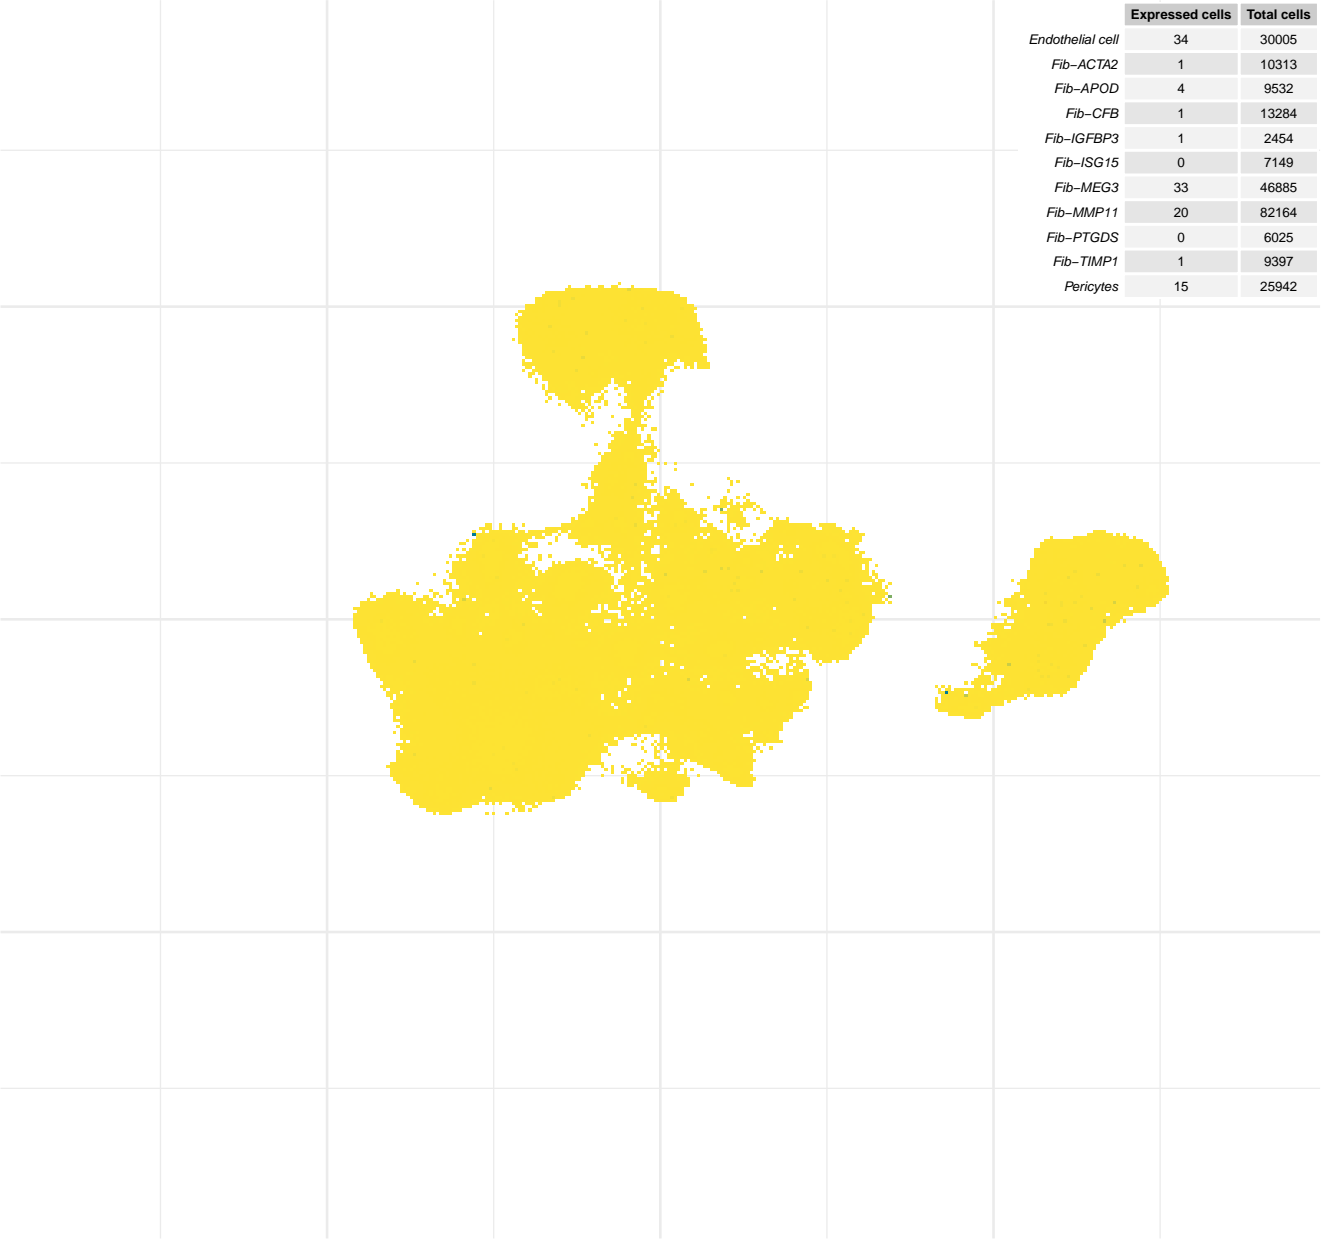 Expressed cells Total cells
Endothelial cell 34 30005
Fib−ACTA2 1 10313
Fib−APOD 4 9532
Fib−CFB 1 13284
Fib−IGFBP3 1 2454
Fib−ISG15 0 7149
Fib−MEG3 33 46885
Fib−MMP11 20 82164
Fib−PTGDS 0 6025
Fib−TIMP1 1 9397
Pericytes 15 25942